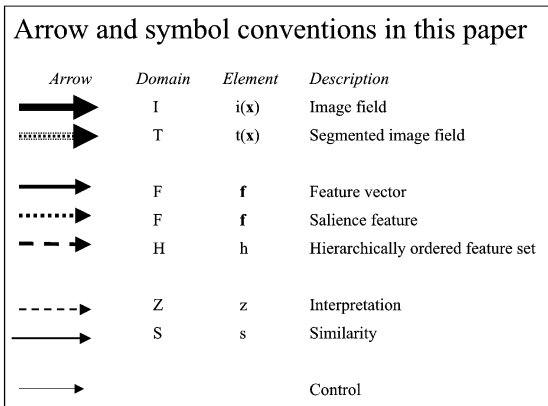 Arrow and symbol conventions in this paper
Arrow Domain Element Description
I i(x) Image field
T t(x) Segmented image field
F f Feature vector
F f Salience feature
H h Hierarchically ordered feature set
Z z Interpretation
S s Similarity
Control